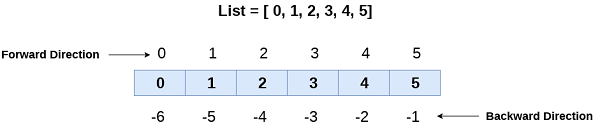 List = [ 0, 1, 2, 3, 4, 5]
Forward Direction 0 1 2 3 4 5
0 1 2 3 4 5
-6 -5 -4 -3 -2 -1 Backward Direction